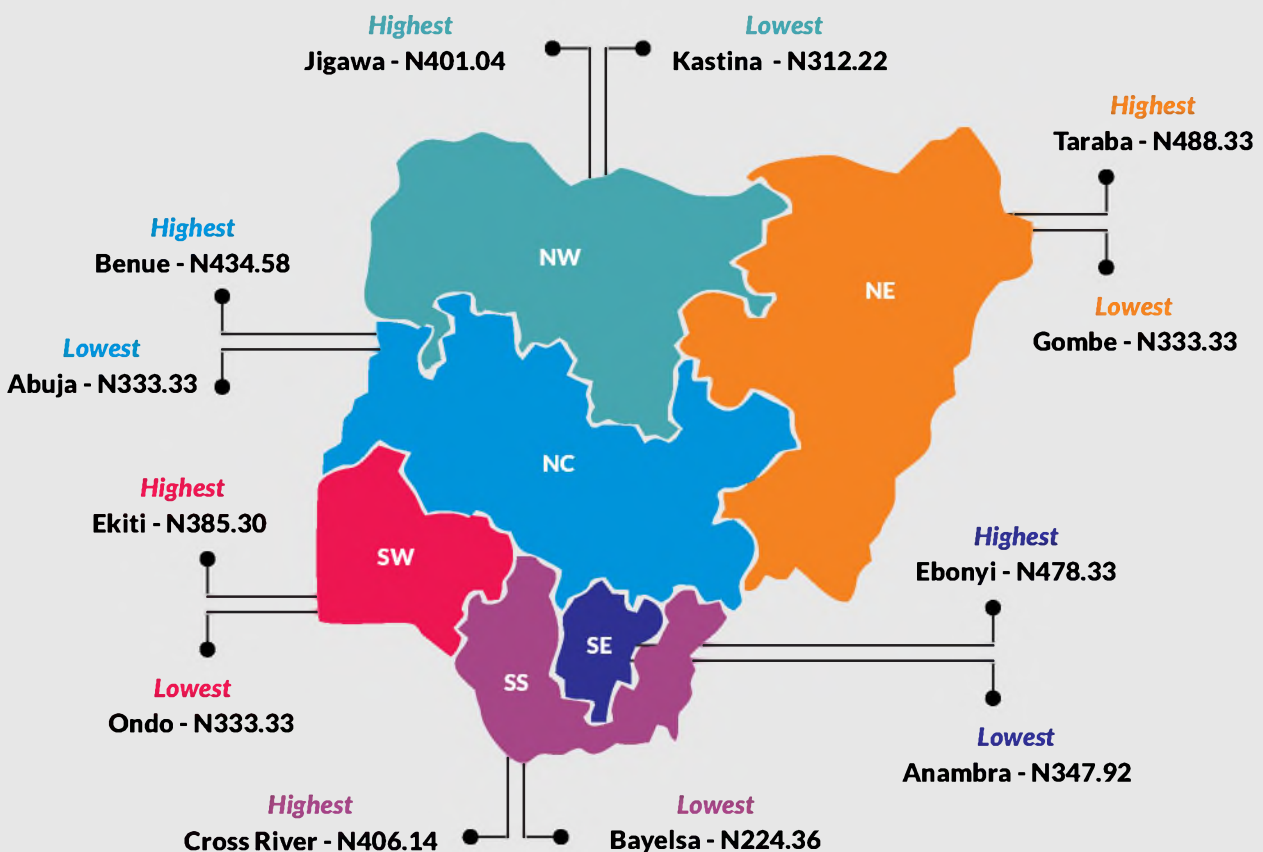 Highest
Jigawa - N401.04
Lowest
Kastina - N312.22
Highest
Taraba - N488.33
Highest
Benue - N434.58
NW
NE
Lowest
Gombe - N333.33
Lowest
Abuja - N333.33
NC
Highest
Ekiti - N385.30
SW
Highest
Ebonyi - N478.33
SE
SS
Lowest
Ondo - N333.33
Lowest
Anambra - N347.92
Highest
Cross River - N406.14
Lowest
Bayelsa - N224.36